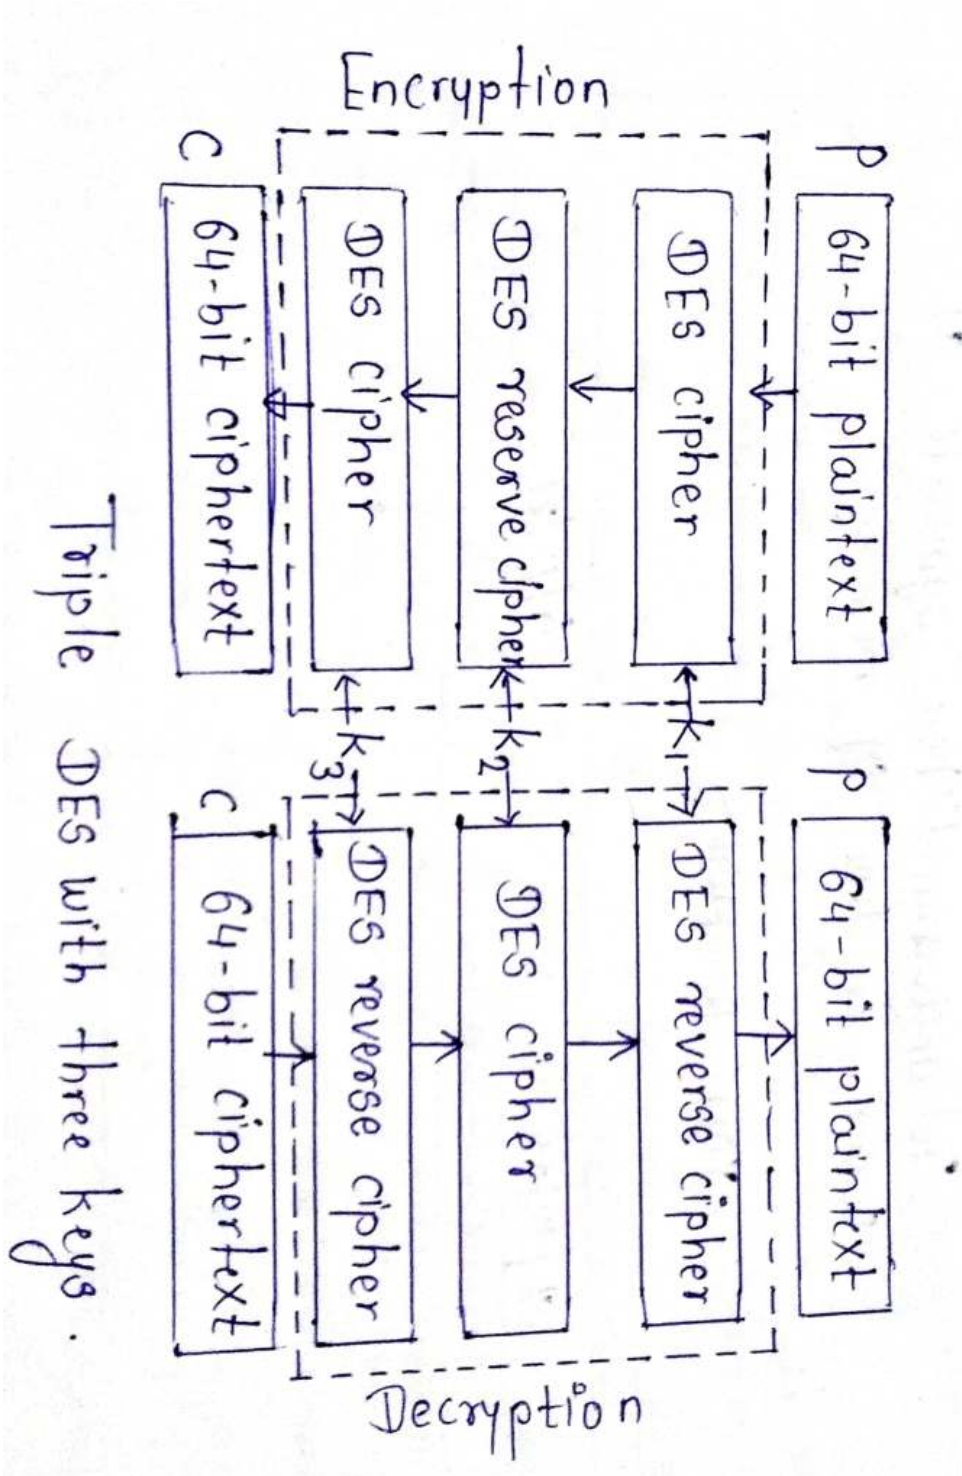 P
P
64-bit plaintext
64-bit plaintext
Encryption
DES cipher
k1
DES reverse cipher
DES reserve cipher
k2
DES cipher
DES cipher
k3
DES reverse cipher
Decryption
C
C
64-bit ciphertext
64-bit ciphertext
Triple DES with three keys.